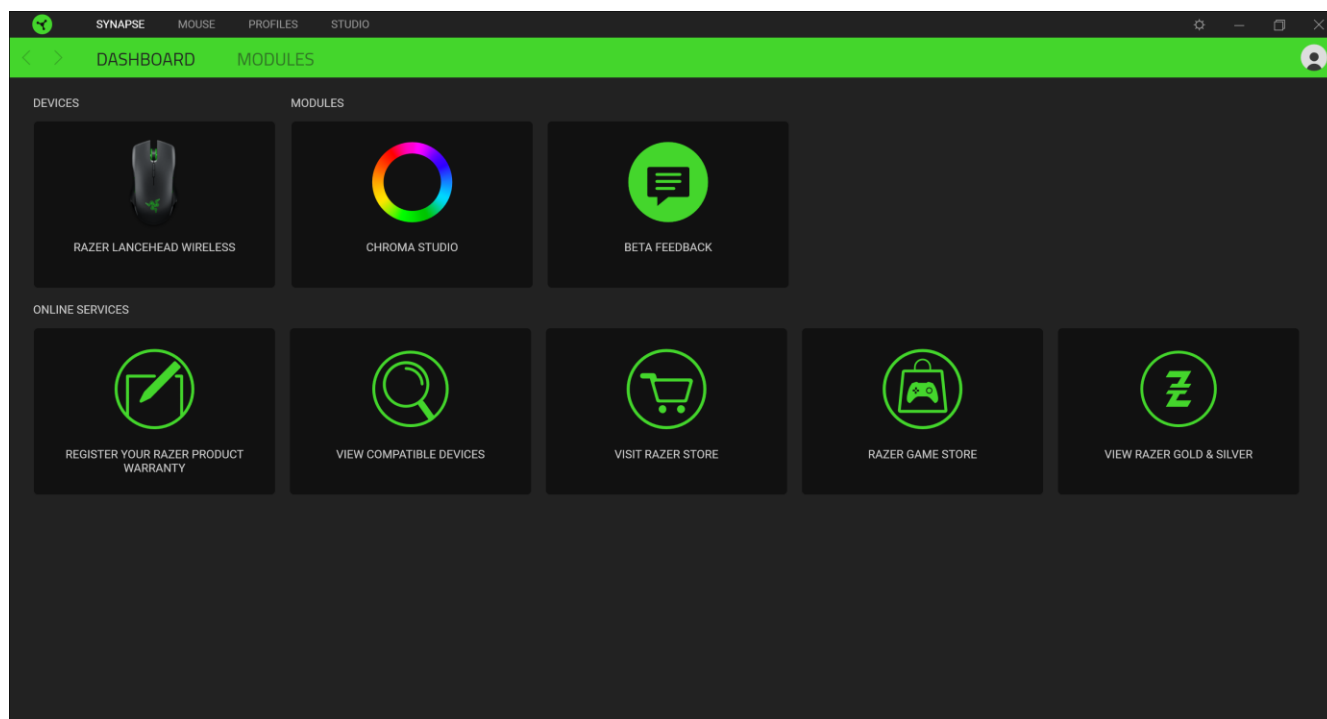 SYNAPSE MOUSE PROFILES STUDIO
DASHBOARD MODULES
DEVICES MODULES
RAZER LANCEHEAD WIRELESS CHROMA STUDIO BETA FEEDBACK
ONLINE SERVICES
REGISTER YOUR RAZER PRODUCT
WARRANTY
VIEW COMPATIBLE DEVICES
VISIT RAZER STORE
RAZER GAME STORE
VIEW RAZER GOLD & SILVER